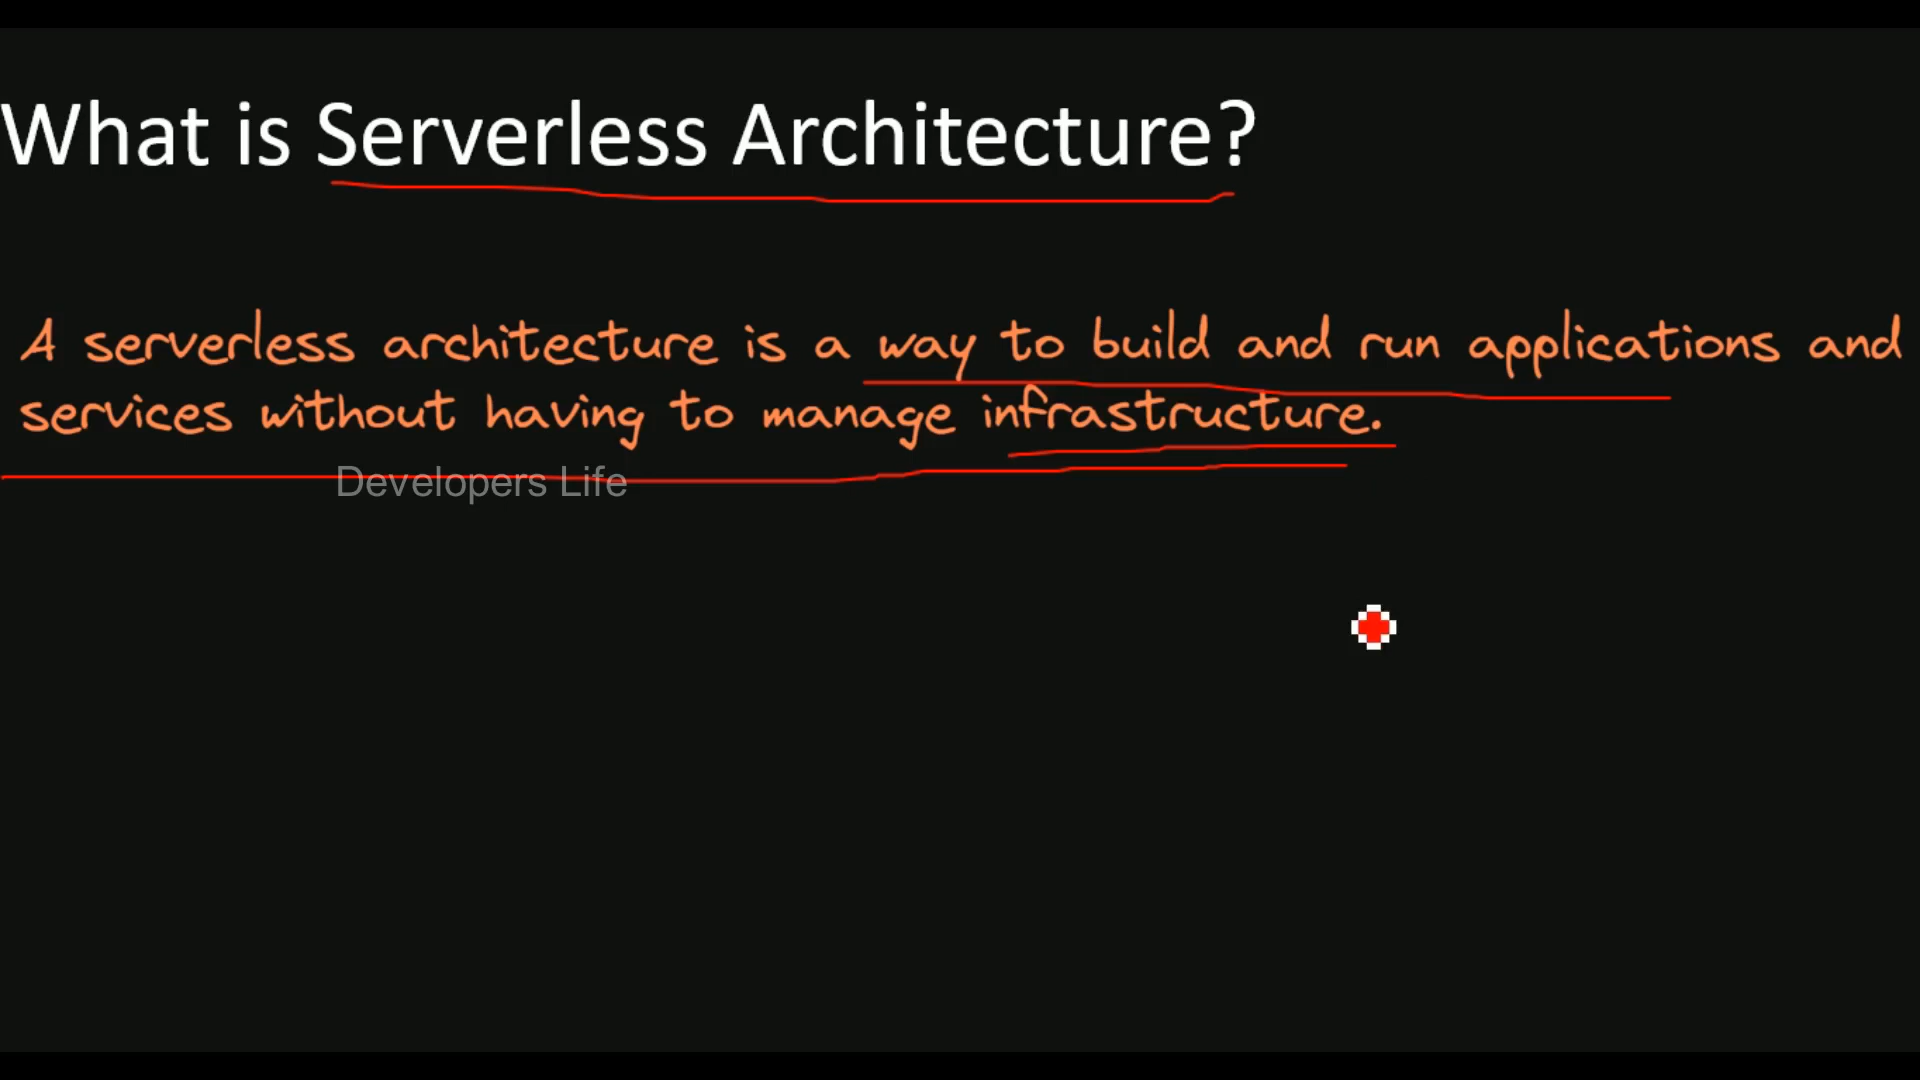 What is Serverless Architecture?
A serverless architecture is a way to build and run applications and
services without having to manage infrastructure.
Developers Life